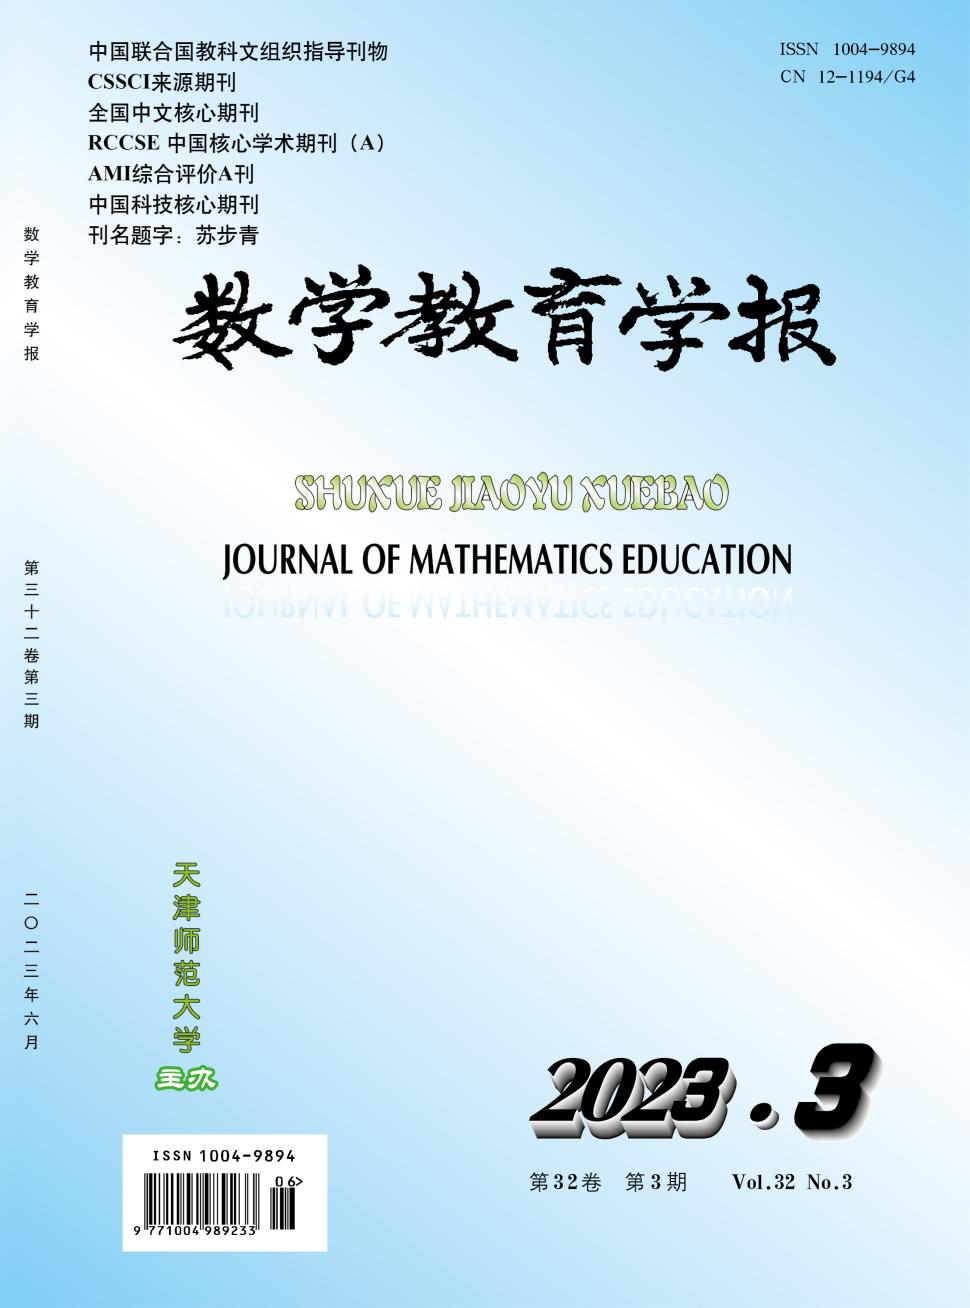 中国联合国教科文组织指导刊物
CSSCI来源期刊
全国中文核心期刊
RCCSE 中国核心学术期刊（A）
AMI综合评价A刊
中国科技核心期刊
刊名题字：苏步青
ISSN 1004-9894
CN 12-1194/G4
数学教育学报
数学教育学报
SHUXUE JIAOYU XUEBAO
JOURNAL OF MATHEMATICS EDUCATION
第三十二卷第三期
二〇二三年六月
天津师范大学
主办
2023.3
第32卷 第3期 Vol.32 No.3
ISSN 1004-9894
06>
9 771004 989233